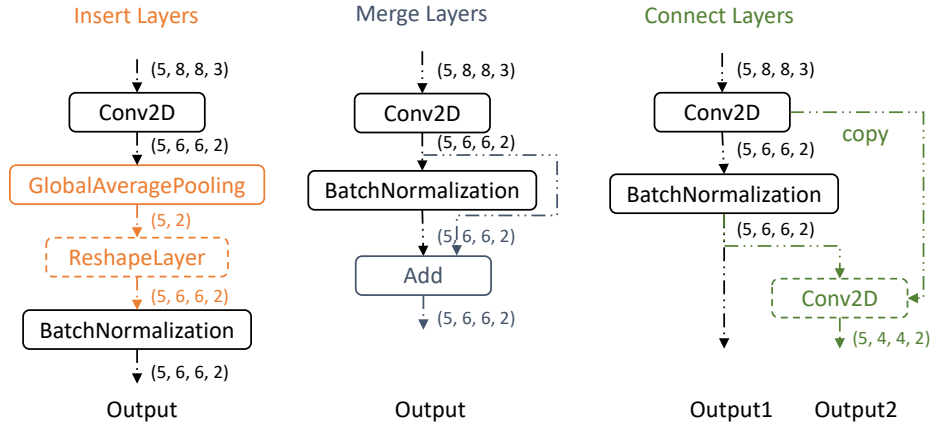 Insert Layers
(5, 8, 8, 3)
Conv2D
(5, 6, 6, 2)
GlobalAveragePooling
(5, 2)
ReshapeLayer
(5, 6, 6, 2)
BatchNormalization
(5, 6, 6, 2)
Output
Merge Layers
(5, 8, 8, 3)
Conv2D
(5, 6, 6, 2)
BatchNormalization
(5, 6, 6, 2)
Add
(5, 6, 6, 2)
Output
Connect Layers
(5, 8, 8, 3)
Conv2D
copy
(5, 6, 6, 2)
BatchNormalization
(5, 6, 6, 2)
Conv2D
(5, 4, 4, 2)
Output1
Output2